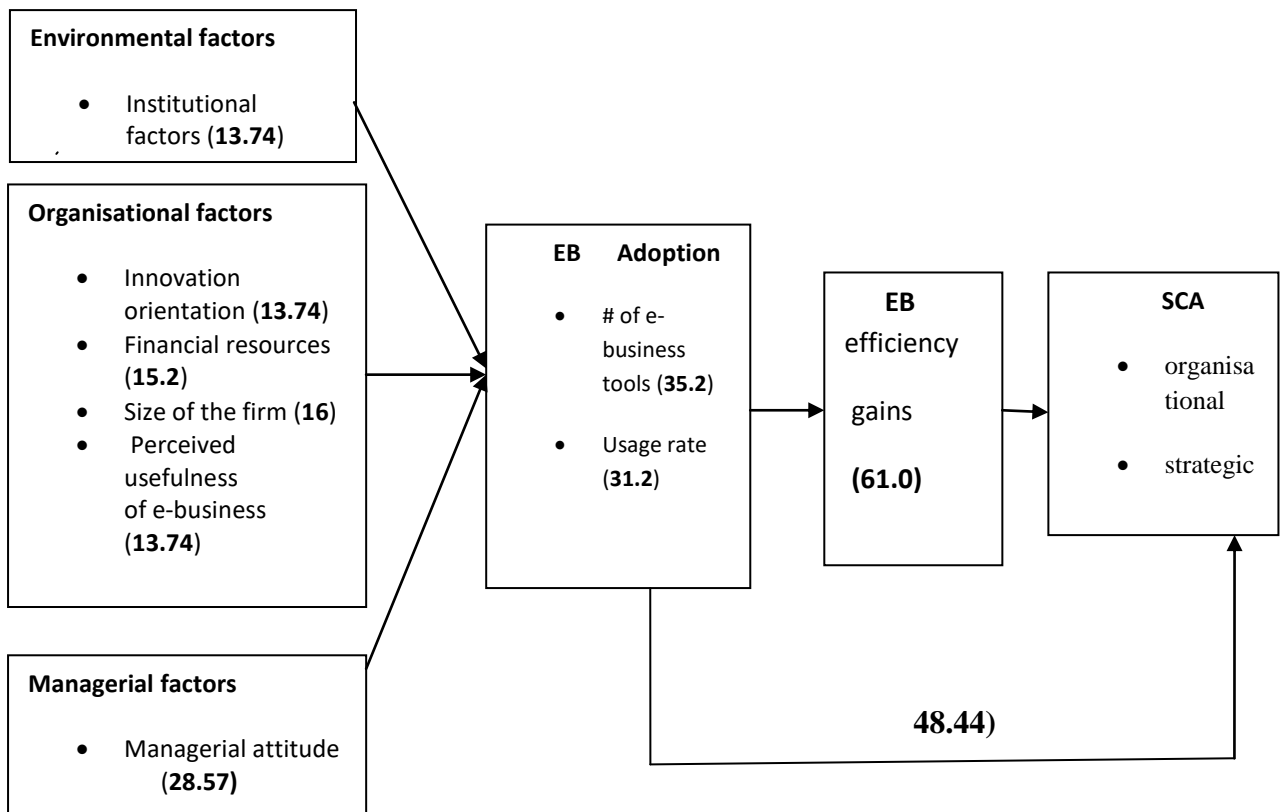 Environmental factors
• Institutional
factors (13.74)
Organisational factors
• Innovation
orientation (13.74)
• Financial resources
(15.2)
• Size of the firm (16)
• Perceived
usefulness
of e-business
(13.74)
Managerial factors
• Managerial attitude
(28.57)
EB Adoption
• # of e-
business
tools (35.2)
• Usage rate
(31.2)
EB
efficiency
gains
(61.0)
SCA
• organisa
tional
• strategic
48.44)